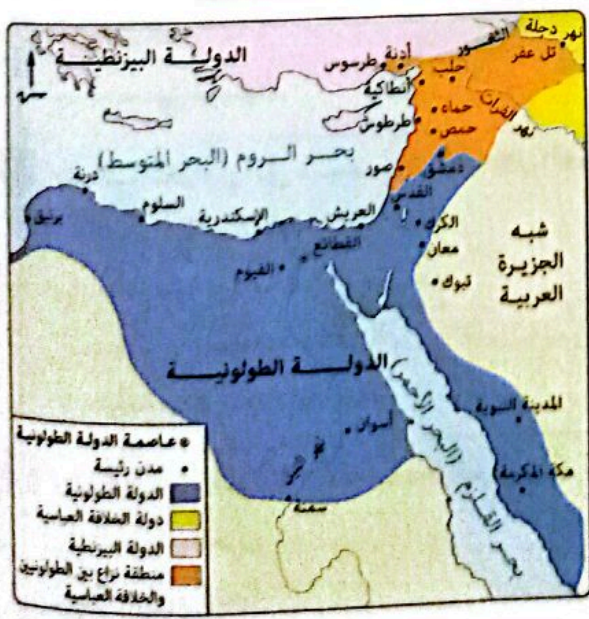 الدولة البيزنطية
طرسوس
أدنة
الثغور
نهر دجلة
تل عفر
حلب
أنطاكية
نهر الفرات
حماه
طرطوس
حمص
بحر الروم (البحر المتوسط)
دمشق
صور
القدس
درنة
برنيق
السلوم
الإسكندرية
العريش
الكرك
شبه
الجزيرة
العربية
القطائع
معان
الفيوم
تبوك
الدولة الطولونية
بحر القلزم (البحر الأحمر)
المدينة النبوية
أسوان
مكة المكرمة
سمنة
عاصمة الدولة الطولونية
مدن رئيسة
الدولة الطولونية
دولة الخلافة العباسية
الدولة البيزنطية
منطقة نزاع بين الطولونيين
والخلافة العباسية